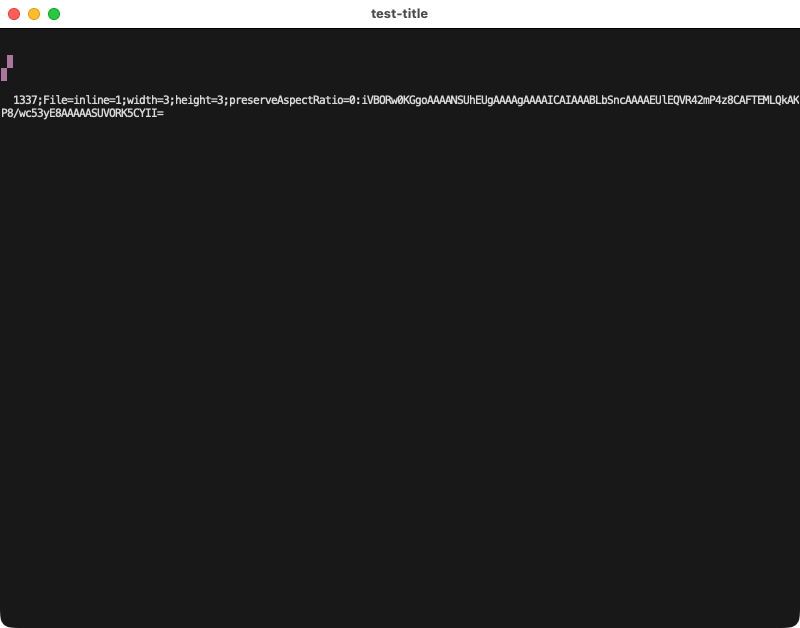 test-title
1337;File=inline=1;width=3;height=3;preserveAspectRatio=0:iVBORw0KGgoAAAANSUhEUgAAAAgAAAAICAIAAABLbSncAAAAEUlEQVR42mP4z8CAFTEMLQkAK
P8/wc53yE8AAAAASUVORK5CYII=